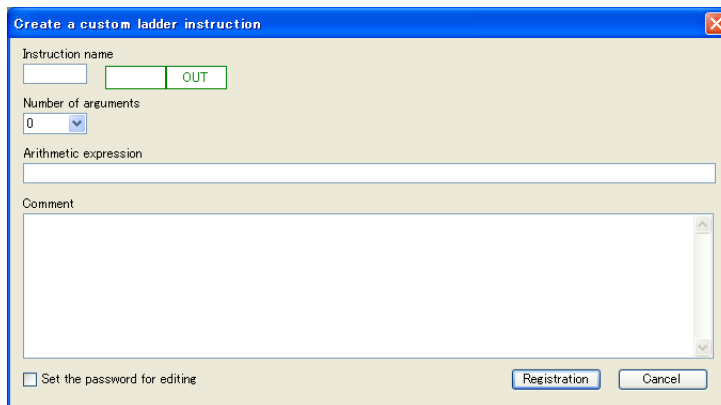 Create a custom ladder instruction
Instruction name
OUT
Number of arguments
0
Arithmetic expression
Comment
Set the password for editing
Registration
Cancel